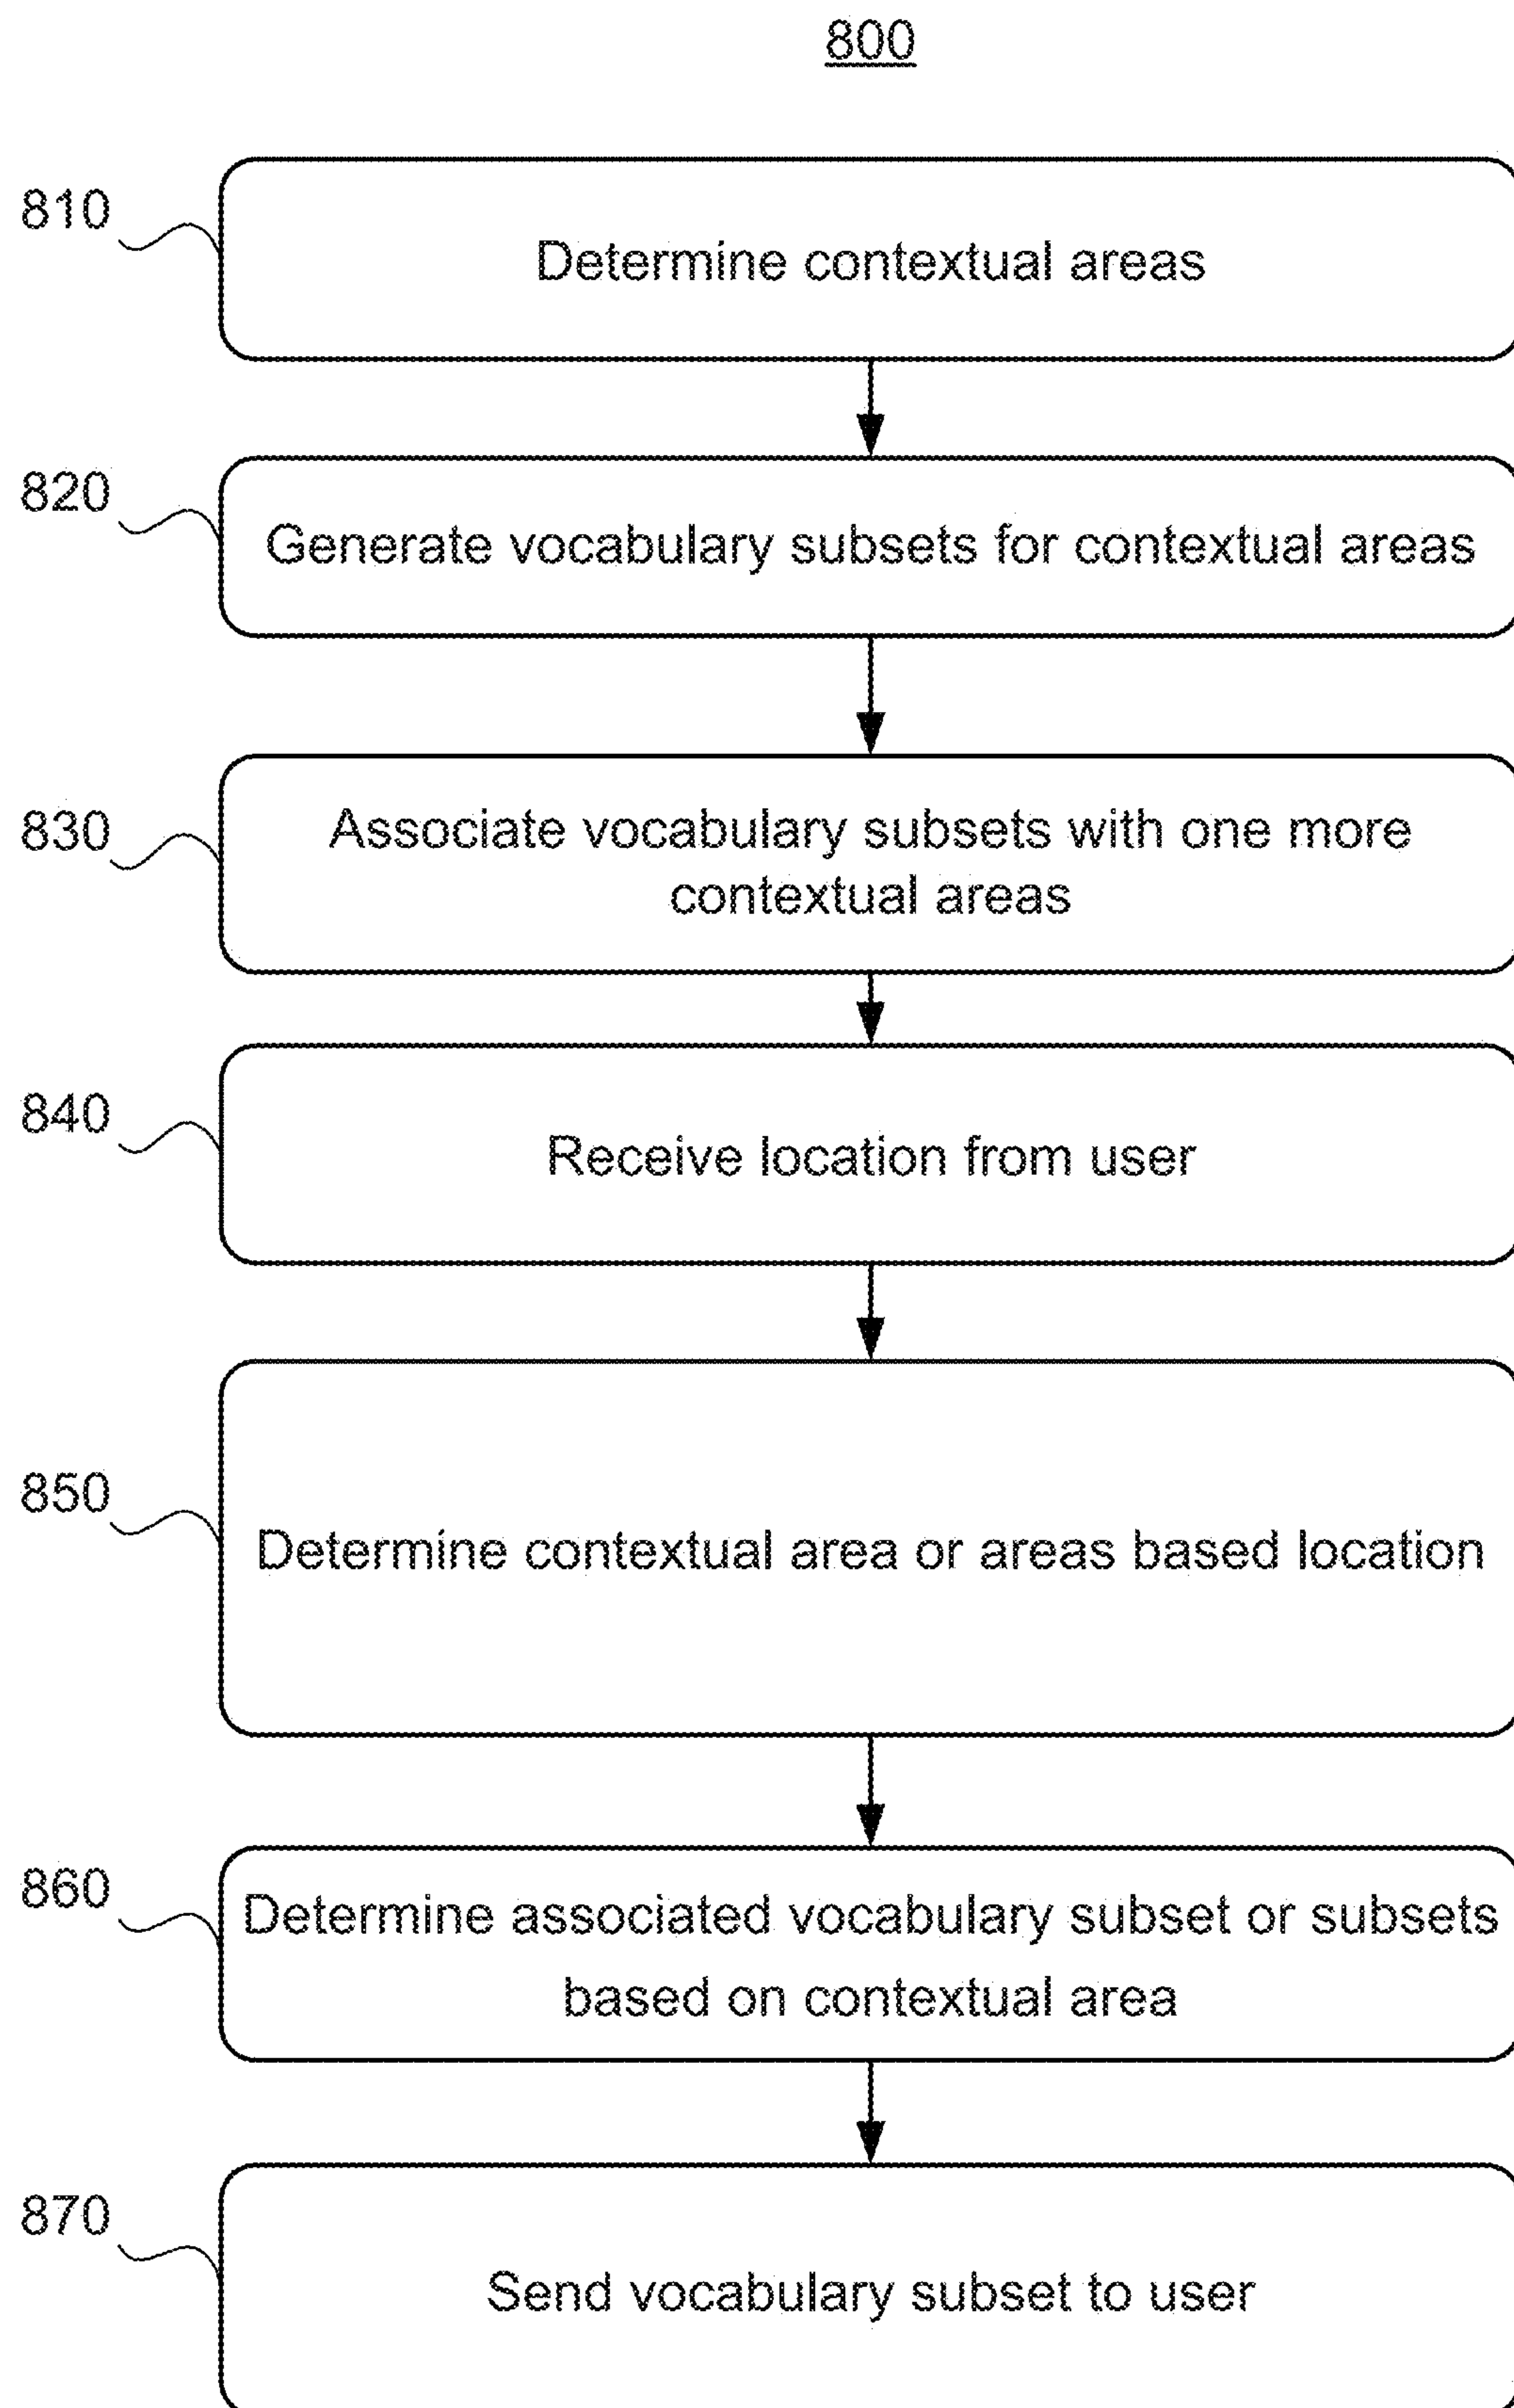 800
810
Determine contextual areas
820
Generate vocabulary subsets for contextual areas
830
Associate vocabulary subsets with one more
contextual areas
840
Receive location from user
850
Determine contextual area or areas based location
860
Determine associated vocabulary subset or subsets
based on contextual area
870
Send vocabulary subset to user